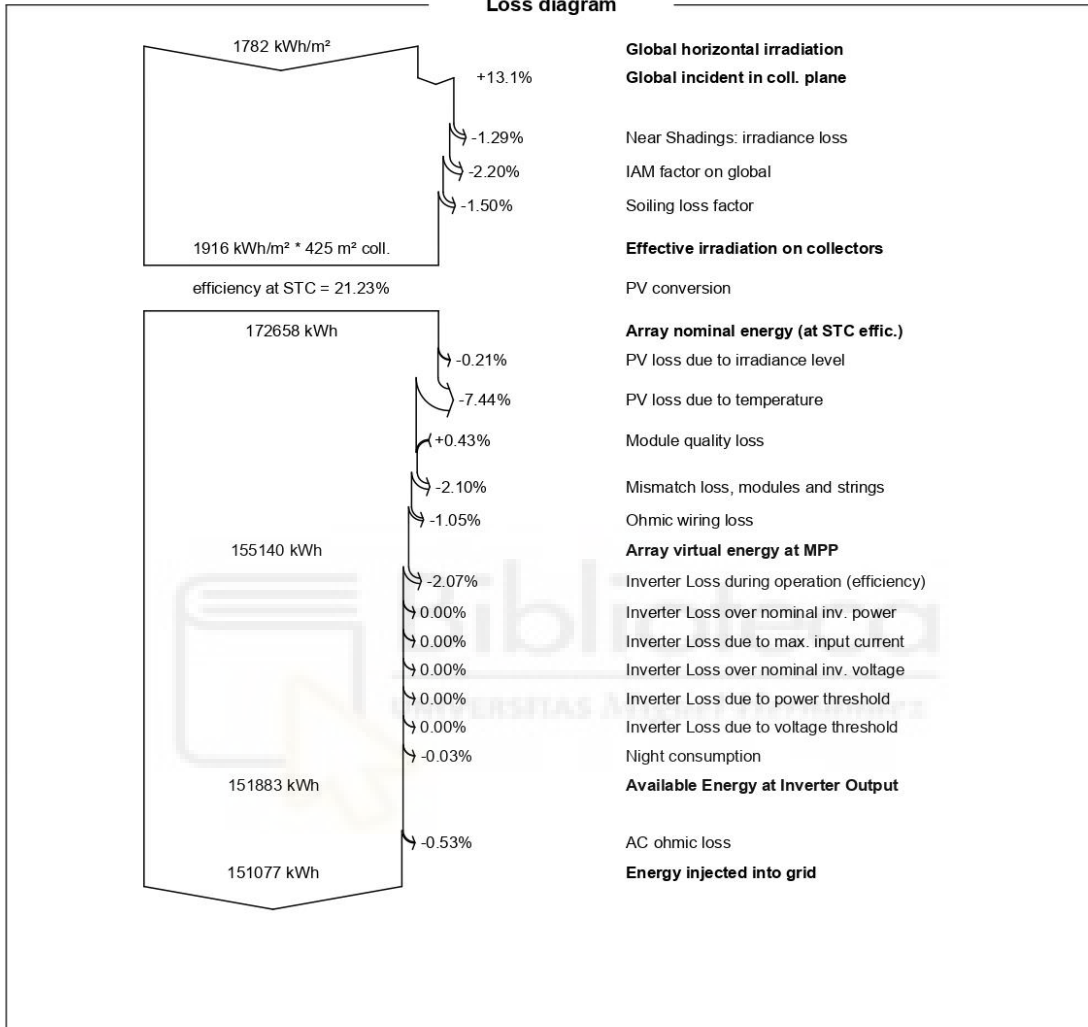 Loss diagram
1782 kWh/m² Global horizontal irradiation
+13.1% Global incident in coll. plane
-1.29% Near Shadings: irradiance loss
-2.20% IAM factor on global
-1.50% Soiling loss factor
1916 kWh/m² * 425 m² coll. Effective irradiation on collectors
efficiency at STC = 21.23% PV conversion
172658 kWh Array nominal energy (at STC effic.)
-0.21% PV loss due to irradiance level
-7.44% PV loss due to temperature
+0.43% Module quality loss
-2.10% Mismatch loss, modules and strings
-1.05% Ohmic wiring loss
155140 kWh Array virtual energy at MPP
-2.07% Inverter Loss during operation (efficiency)
0.00% Inverter Loss over nominal inv. power
0.00% Inverter Loss due to max. input current
0.00% Inverter Loss over nominal inv. voltage
0.00% Inverter Loss due to power threshold
0.00% Inverter Loss due to voltage threshold
-0.03% Night consumption
151883 kWh Available Energy at Inverter Output
-0.53% AC ohmic loss
151077 kWh Energy injected into grid
Biblioteca
UNIVERSITAS Miguel Hernández